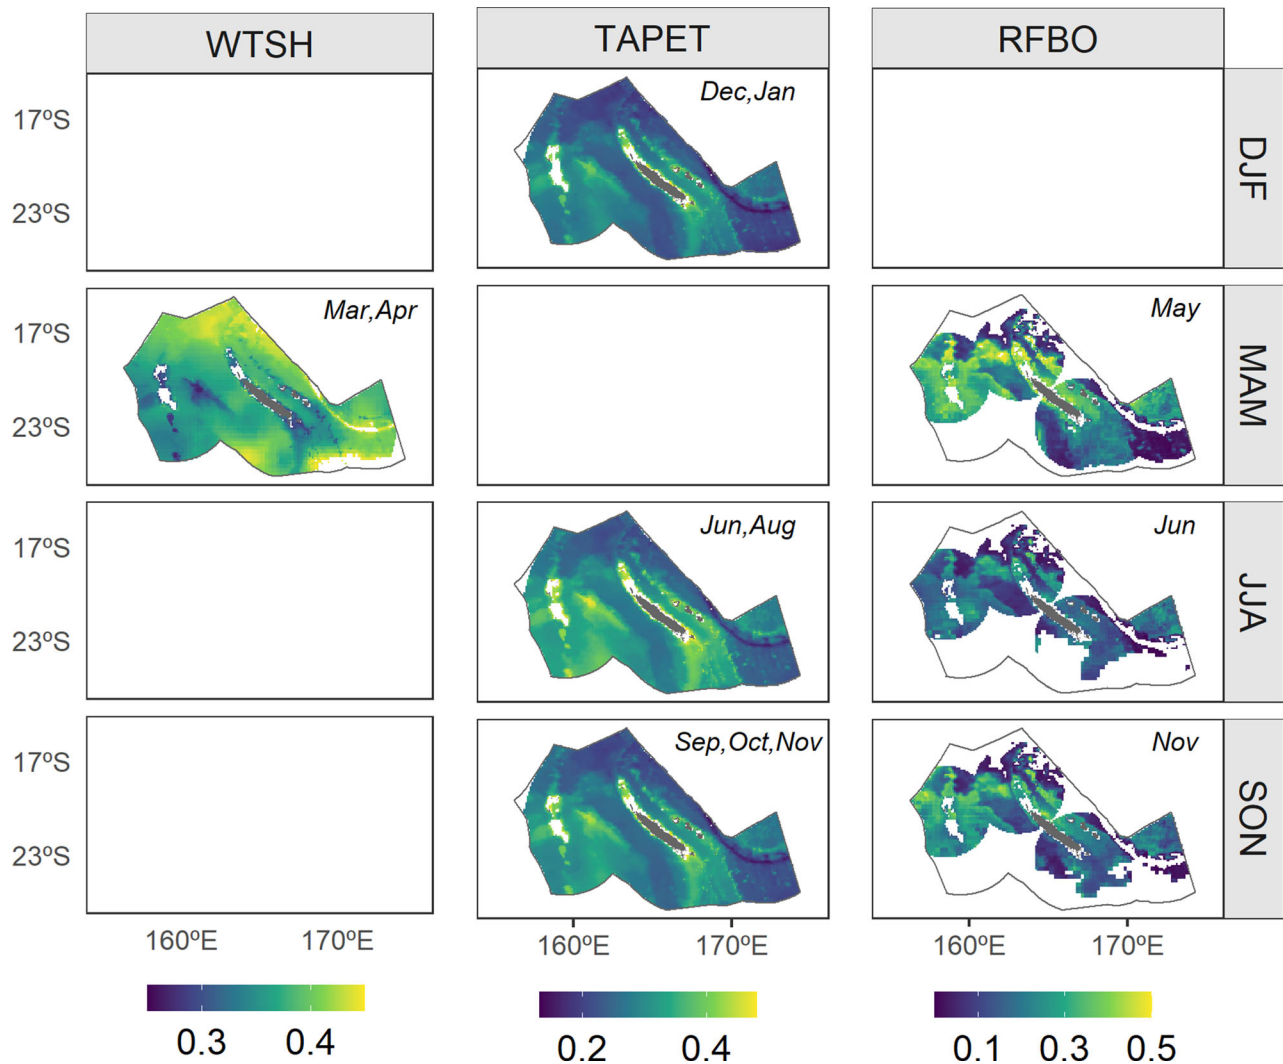 WTSH TAPET RFBO
17ºS Dec,Jan DJF
23ºS
17ºS Mar,Apr May MAM
23ºS
17ºS Jun,Aug Jun JJA
23ºS
17ºS Sep,Oct,Nov Nov SON
23ºS
160ºE 170ºE 160ºE 170ºE 160ºE 170ºE
0.3 0.4 0.2 0.4 0.1 0.3 0.5